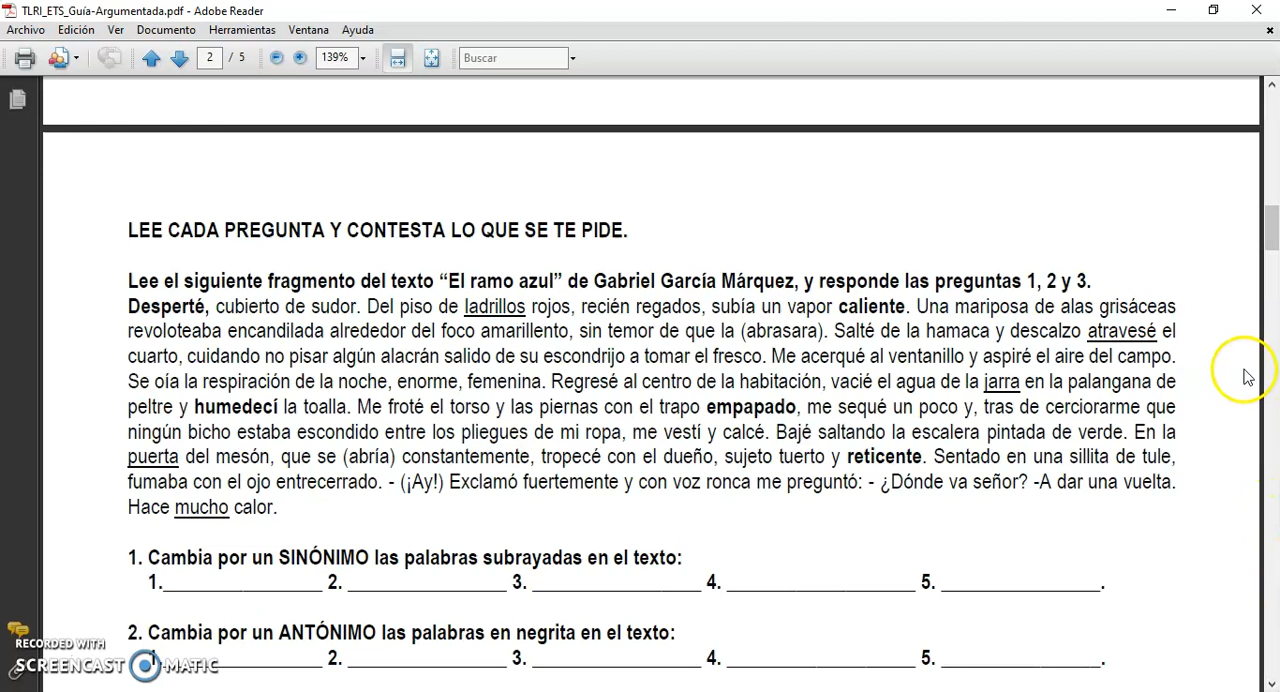 TLRI_ETS_Guía-Argumentada.pdf - Adobe Reader
Archivo Edición Ver Documento Herramientas Ventana Ayuda
2 / 5 139% Buscar
LEE CADA PREGUNTA Y CONTESTA LO QUE SE TE PIDE.
Lee el siguiente fragmento del texto “El ramo azul” de Gabriel García Márquez, y responde las preguntas 1, 2 y 3.
Desperté, cubierto de sudor. Del piso de ladrillos rojos, recién regados, subía un vapor caliente. Una mariposa de alas grisáceas
revoloteaba encandilada alrededor del foco amarillento, sin temor de que la (abrasara). Salté de la hamaca y descalzo atravesé el
cuarto, cuidando no pisar algún alacrán salido de su escondrijo a tomar el fresco. Me acerqué al ventanillo y aspiré el aire del campo.
Se oía la respiración de la noche, enorme, femenina. Regresé al centro de la habitación, vacié el agua de la jarra en la palangana de
peltre y humedecí la toalla. Me froté el torso y las piernas con el trapo empapado, me sequé un poco y, tras de cerciorarme que
ningún bicho estaba escondido entre los pliegues de mi ropa, me vestí y calcé. Bajé saltando la escalera pintada de verde. En la
puerta del mesón, que se (abría) constantemente, tropecé con el dueño, sujeto tuerto y reticente. Sentado en una sillita de tule,
fumaba con el ojo entrecerrado. - (¡Ay!) Exclamó fuertemente y con voz ronca me preguntó: - ¿Dónde va señor? -A dar una vuelta.
Hace mucho calor.
1. Cambia por un SINÓNIMO las palabras subrayadas en el texto:
1.__________________ 2. __________________ 3. ___________________ 4. _____________________ 5. __________________.
2. Cambia por un ANTÓNIMO las palabras en negrita en el texto:
1.__________________ 2. __________________ 3. ___________________ 4. _____________________ 5. __________________.
RECORDED WITH
SCREENCAST-O-MATIC